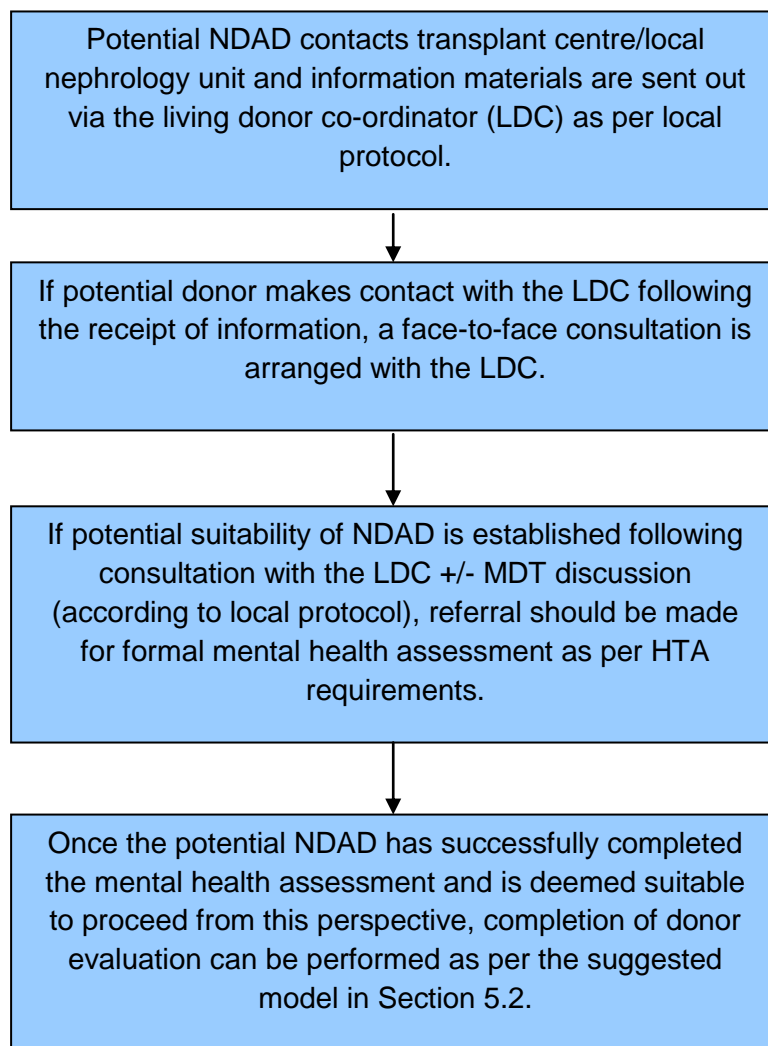 Potential NDAD contacts transplant centre/local
nephrology unit and information materials are sent out
via the living donor co-ordinator (LDC) as per local
protocol.
If potential donor makes contact with the LDC following
the receipt of information, a face-to-face consultation is
arranged with the LDC.
If potential suitability of NDAD is established following
consultation with the LDC +/- MDT discussion
(according to local protocol), referral should be made
for formal mental health assessment as per HTA
requirements.
Once the potential NDAD has successfully completed
the mental health assessment and is deemed suitable
to proceed from this perspective, completion of donor
evaluation can be performed as per the suggested
model in Section 5.2.